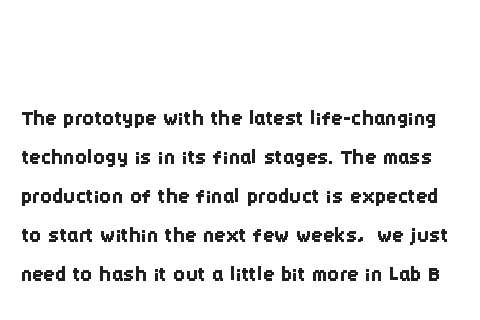 The prototype with the latest life-changing
technology is in its final stages. The mass
production of the final product is expected
to start within the next few weeks,  we just
need to hash it out a little bit more in Lab B